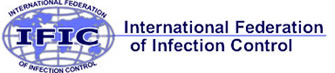 INTERNATIONAL FEDERATION
IFIC
OF INFECTION CONTROL
International Federation
of Infection Control